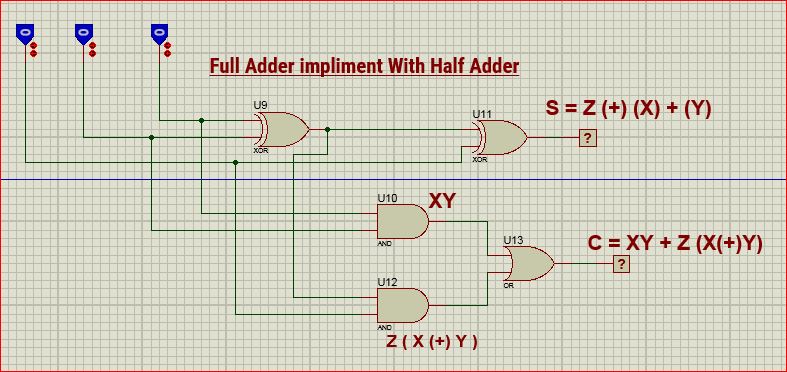 0 0 0
Full Adder impliment With Half Adder
U9
XOR
U11
XOR
S = Z (+) (X) + (Y)
?
U10
AND
XY
U13
OR
C = XY + Z (X(+)Y)
?
U12
AND
Z ( X (+) Y )